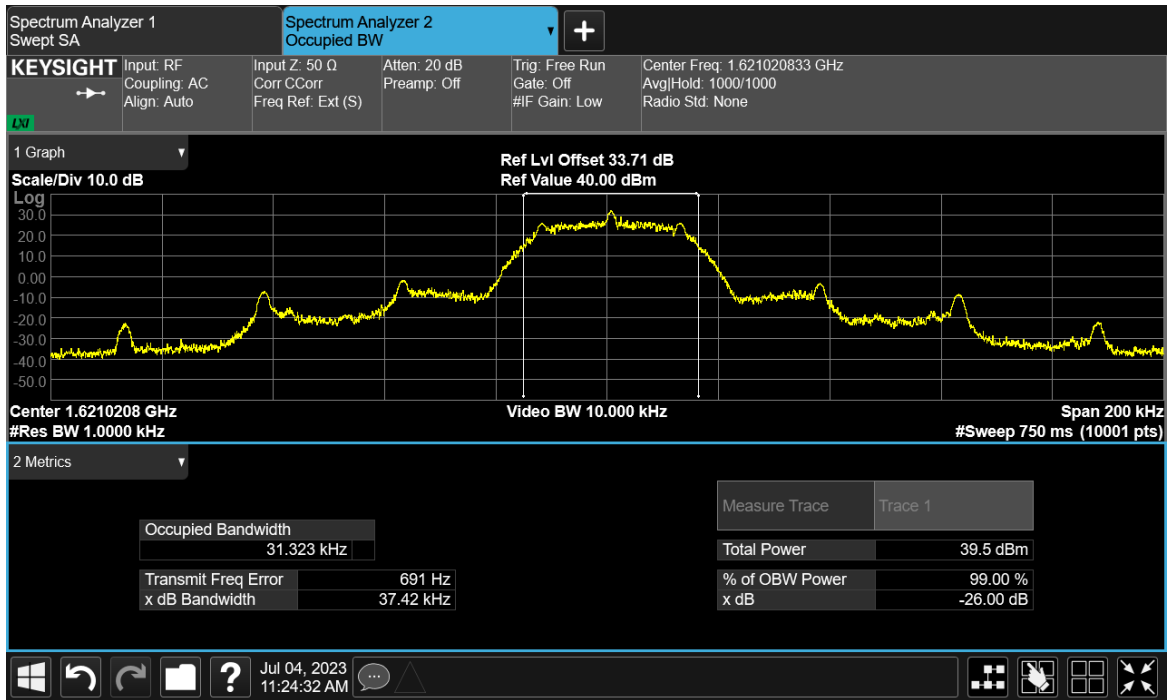 Spectrum Analyzer 1
Swept SA
Spectrum Analyzer 2
Occupied BW
KEYSIGHT
LXI
Input: RF
Coupling: AC
Align: Auto
Input Z: 50 Ω
Corr CCorr
Freq Ref: Ext (S)
Atten: 20 dB
Preamp: Off
Trig: Free Run
Gate: Off
#IF Gain: Low
Center Freq: 1.621020833 GHz
Avg|Hold: 1000/1000
Radio Std: None
1 Graph
Scale/Div 10.0 dB
Ref Lvl Offset 33.71 dB
Ref Value 40.00 dBm
Log
30.0
20.0
10.0
0.00
-10.0
-20.0
-30.0
-40.0
-50.0
Center 1.6210208 GHz
#Res BW 1.0000 kHz
Video BW 10.000 kHz
Span 200 kHz
#Sweep 750 ms (10001 pts)
2 Metrics
Occupied Bandwidth
31.323 kHz
Transmit Freq Error 691 Hz
x dB Bandwidth 37.42 kHz
Measure Trace Trace 1
Total Power 39.5 dBm
% of OBW Power 99.00 %
x dB -26.00 dB
?
Jul 04, 2023
11:24:32 AM